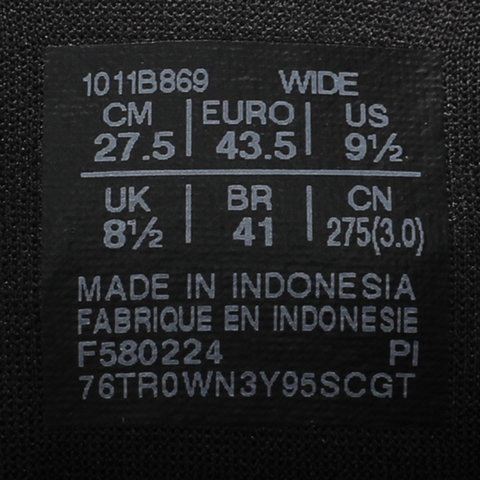 1011B869 WIDE
CM EURO US
27.5 43.5 9½
UK BR CN
8½ 41 275(3.0)
MADE IN INDONESIA
FABRIQUE EN INDONESIE
F580224 PI
76TR0WN3Y95SCGT